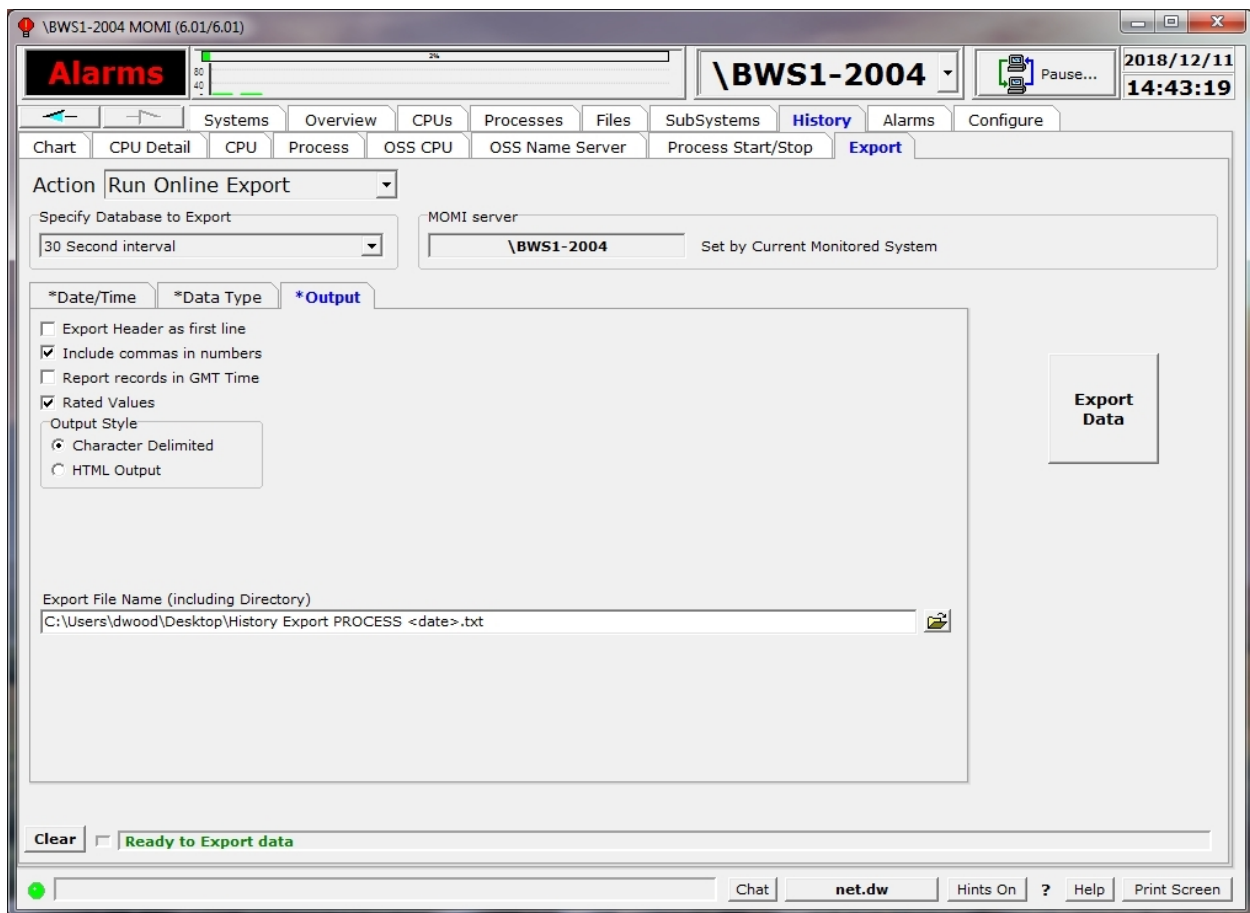 \BWS1-2004 MOMI (6.01/6.01)
Alarms
2%
80
40
\BWS1-2004
Pause...
2018/12/11
14:43:19
Systems Overview CPUs Processes Files SubSystems History Alarms Configure
Chart CPU Detail CPU Process OSS CPU OSS Name Server Process Start/Stop Export
Action Run Online Export
Specify Database to Export
30 Second interval
MOMI server
\BWS1-2004 Set by Current Monitored System
*Date/Time *Data Type *Output
Export Header as first line
Include commas in numbers
Report records in GMT Time
Rated Values
Output Style
Character Delimited
HTML Output
Export Data
Export File Name (including Directory)
C:\Users\dwood\Desktop\History Export PROCESS <date>.txt
Clear Ready to Export data
Chat net.dw Hints On ? Help Print Screen